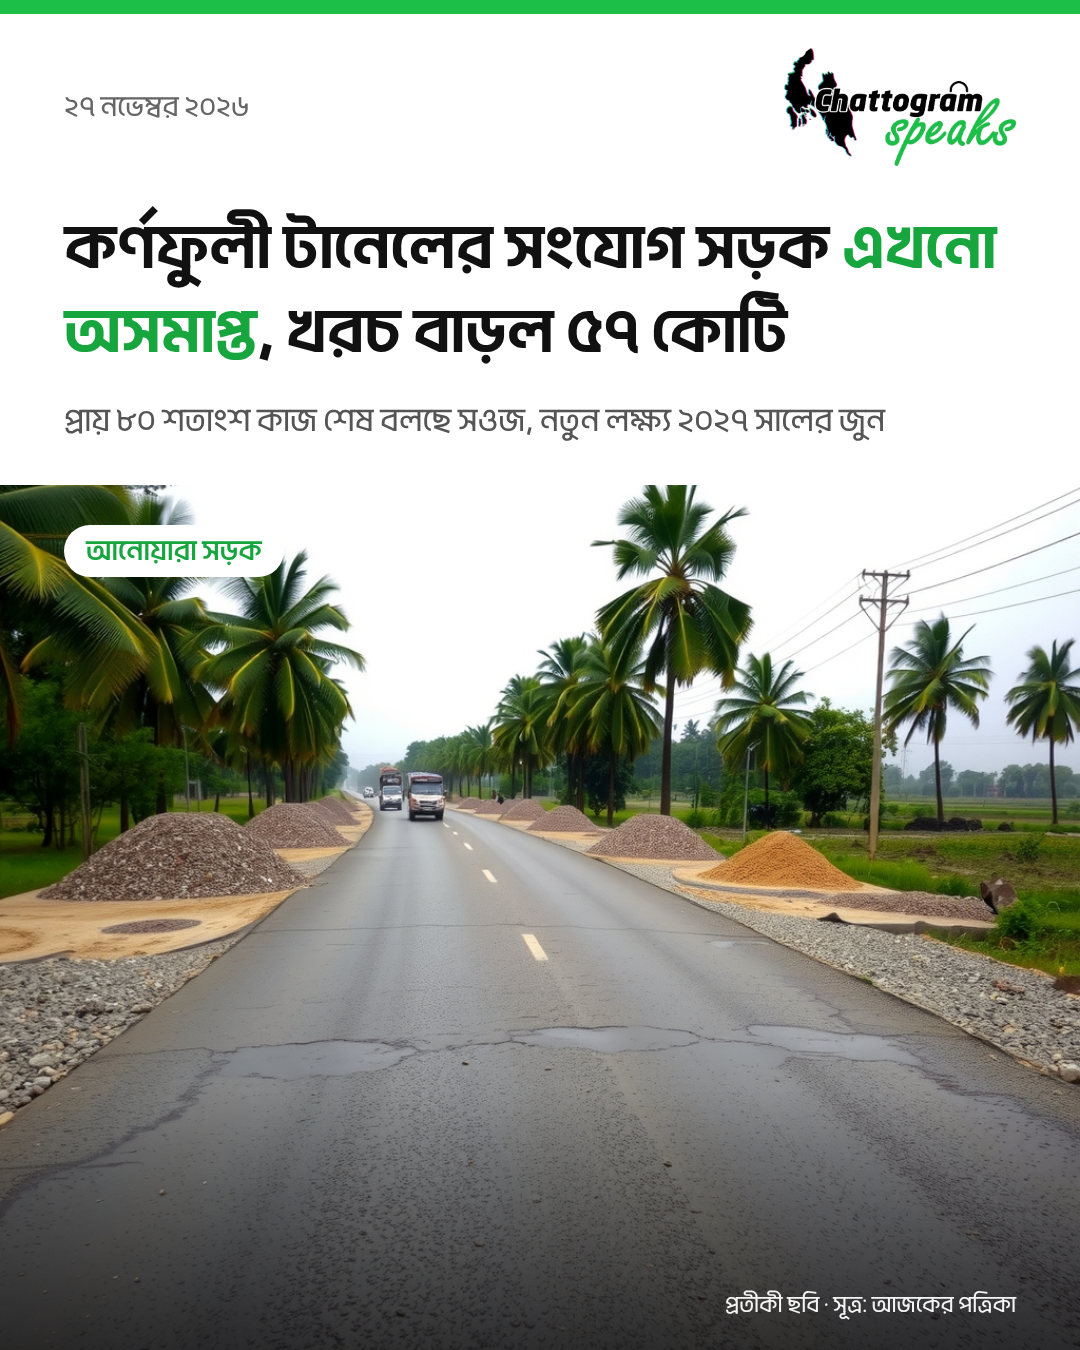 ২৭ নভেম্বর ২০২৬
Chattogram
speaks
কর্ণফুলী টানেলের সংযোগ সড়ক এখনো
অসমাপ্ত, খরচ বাড়ল ৫৭ কোটি
প্রায় ৮০ শতাংশ কাজ শেষ বলছে সওজ, নতুন লক্ষ্য ২০২৭ সালের জুন
আনোয়ারা সড়ক
প্রতীকী ছবি · সূত্র: আজকের পত্রিকা